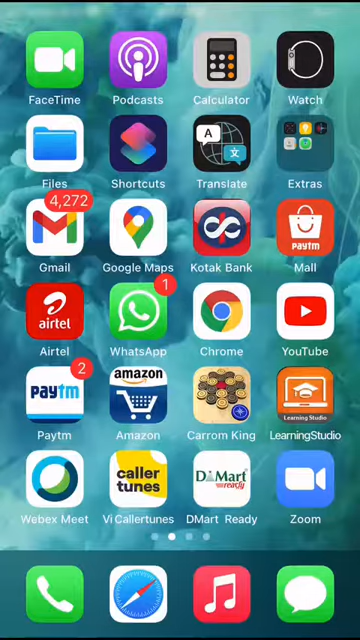 FaceTime
Podcasts
Calculator
Watch
Files
Shortcuts
A
文
Translate
Extras
4,272
Gmail
Google Maps
Kotak Bank
paytm
Mall
airtel
Airtel
1
WhatsApp
Chrome
YouTube
2
paytm
Paytm
amazon
Amazon
Carrom King
Learning Studio
LearningStudio
Webex Meet
caller
tunes
Vi Callertunes
DMart
ready
DMart Ready
Zoom